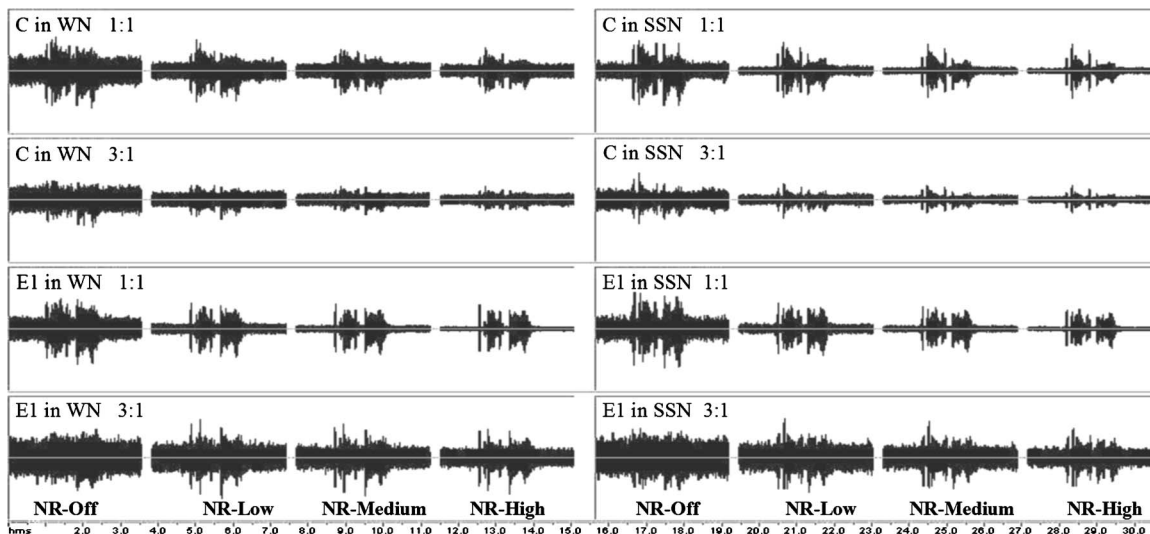 C in WN 1:1
C in SSN 1:1
C in WN 3:1
C in SSN 3:1
E1 in WN 1:1
E1 in SSN 1:1
E1 in WN 3:1
E1 in SSN 3:1
NR-Off NR-Low NR-Medium NR-High NR-Off NR-Low NR-Medium NR-High
hms 2.0 3.0 4.0 5.0 6.0 7.0 8.0 9.0 10.0 11.0 12.0 13.0 14.0 15.0 16.0 17.0 18.0 19.0 20.0 21.0 22.0 23.0 24.0 25.0 26.0 27.0 28.0 29.0 30.0